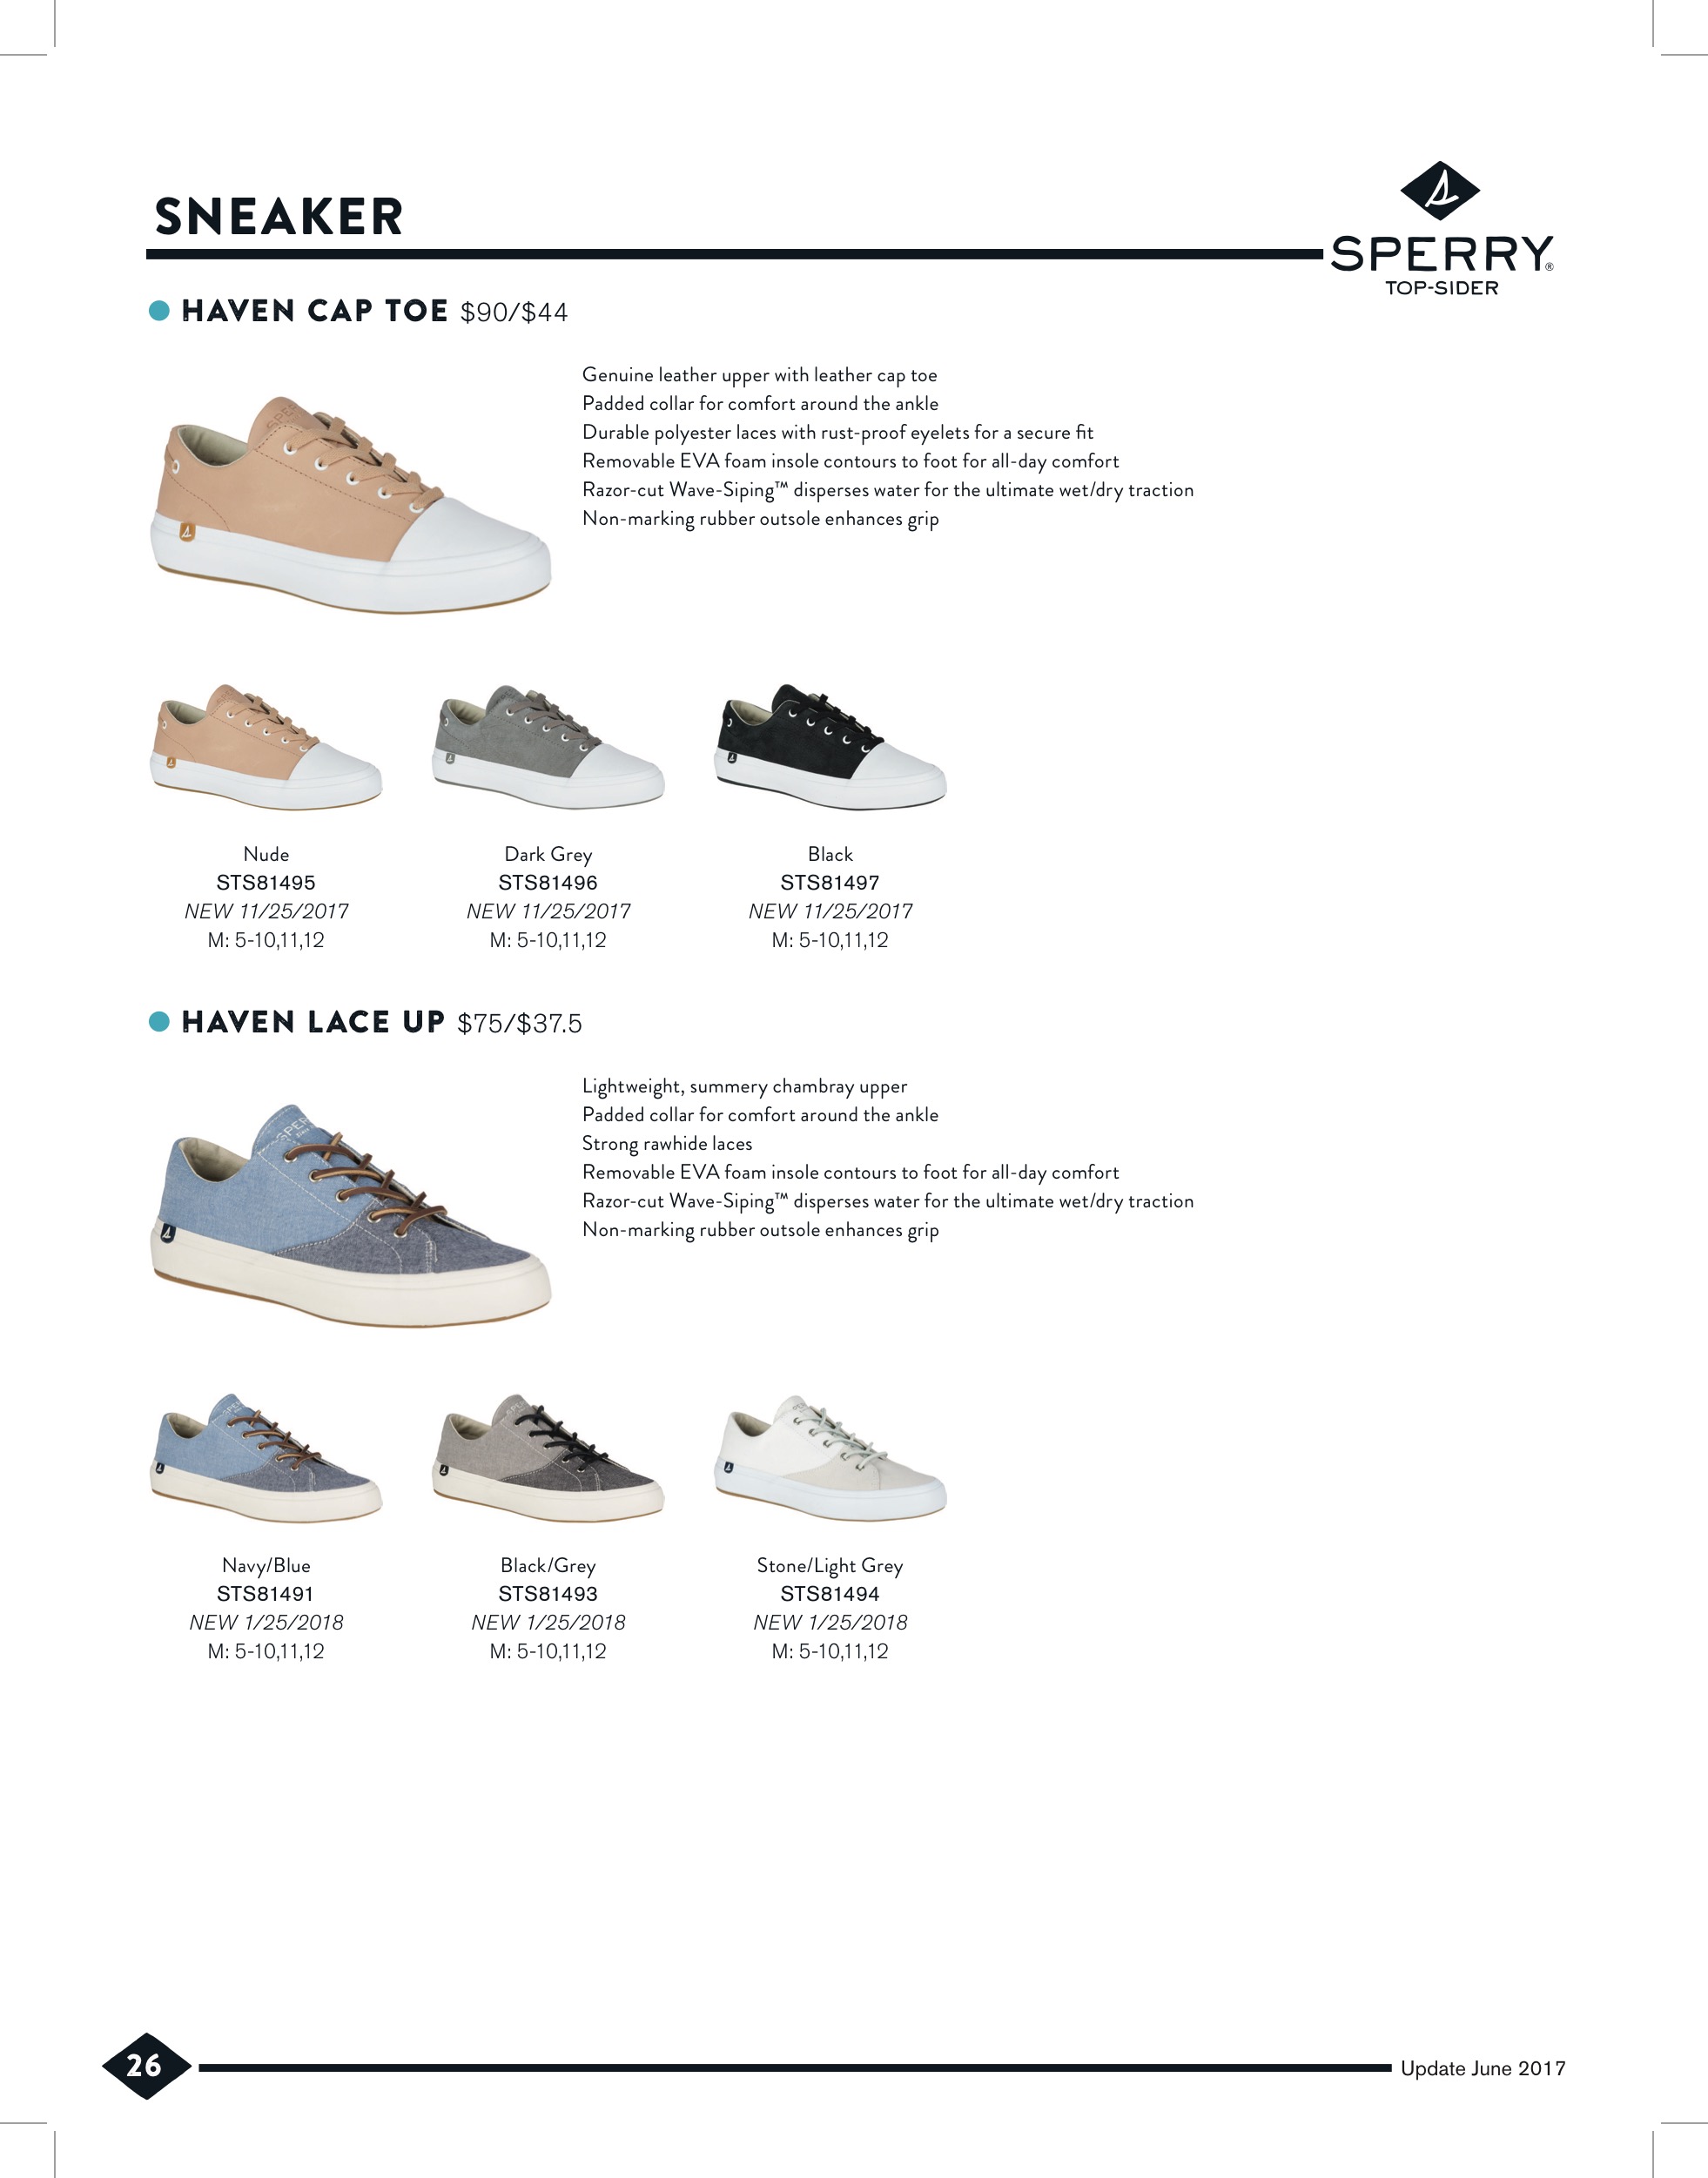 SNEAKER
SPERRY®
TOP-SIDER
HAVEN CAP TOE $90/$44
Genuine leather upper with leather cap toe
Padded collar for comfort around the ankle
Durable polyester laces with rust-proof eyelets for a secure fit
Removable EVA foam insole contours to foot for all-day comfort
Razor-cut Wave-Siping™ disperses water for the ultimate wet/dry traction
Non-marking rubber outsole enhances grip
Nude
STS81495
NEW 11/25/2017
M: 5-10,11,12
Dark Grey
STS81496
NEW 11/25/2017
M: 5-10,11,12
Black
STS81497
NEW 11/25/2017
M: 5-10,11,12
HAVEN LACE UP $75/$37.5
Lightweight, summery chambray upper
Padded collar for comfort around the ankle
Strong rawhide laces
Removable EVA foam insole contours to foot for all-day comfort
Razor-cut Wave-Siping™ disperses water for the ultimate wet/dry traction
Non-marking rubber outsole enhances grip
Navy/Blue
STS81491
NEW 1/25/2018
M: 5-10,11,12
Black/Grey
STS81493
NEW 1/25/2018
M: 5-10,11,12
Stone/Light Grey
STS81494
NEW 1/25/2018
M: 5-10,11,12
26
Update June 2017